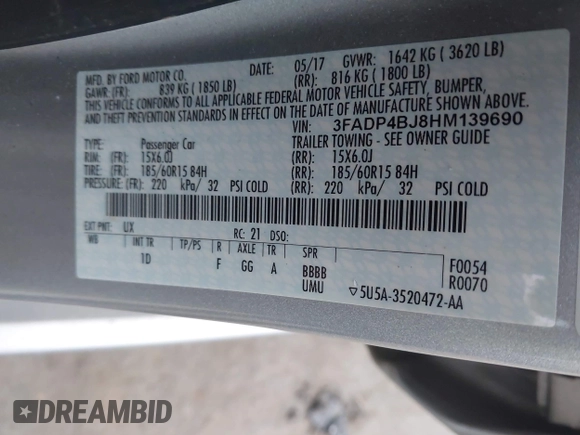 MFD. BY FORD MOTOR CO. DATE: 05/17 GVWR: 1642 KG ( 3620 LB)
GAWR: (FR): 839 KG ( 1850 LB) (RR): 816 KG ( 1800 LB)
THIS VEHICLE CONFORMS TO ALL APPLICABLE FEDERAL MOTOR VEHICLE SAFETY, BUMPER,
AND THEFT PREVENTION STANDARDS IN EFFECT ON THE DATE OF MANUFACTURE SHOWN ABOVE.
VIN: 3FADP4BJ8HM139690
TYPE: Passenger Car TRAILER TOWING - SEE OWNER GUIDE
RIM: (FR): 15X6.0J (RR): 15X6.0J
TIRE: (FR): 185/60R15 84H (RR): 185/60R15 84H
PRESSURE: (FR): 220 kPa/ 32 PSI COLD (RR): 220 kPa/ 32 PSI COLD
EXT PNT: UX RC: 21 DSO:
WB INT TR TP/PS R AXLE TR SPR
1D F GG A BBBB F0054
UMU R0070
▽5U5A-3520472-AA
DREAMBID